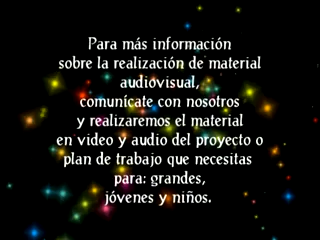 Para más información
sobre la realización de material
audiovisual,
comunícate con nosotros
y realizaremos el material
en video y audio del proyecto o
plan de trabajo que necesitas
para: grandes,
jóvenes y niños.